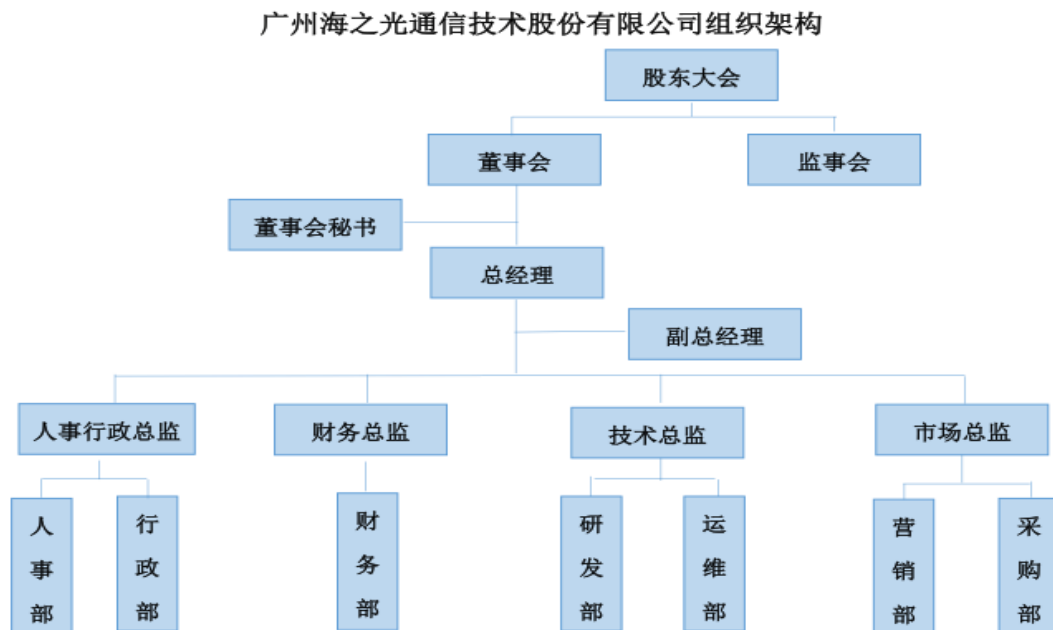 广州海之光通信技术股份有限公司组织架构
股东大会
董事会
监事会
董事会秘书
总经理
副总经理
人事行政总监
财务总监
技术总监
市场总监
人事部
行政部
财务部
研发部
运维部
营销部
采购部